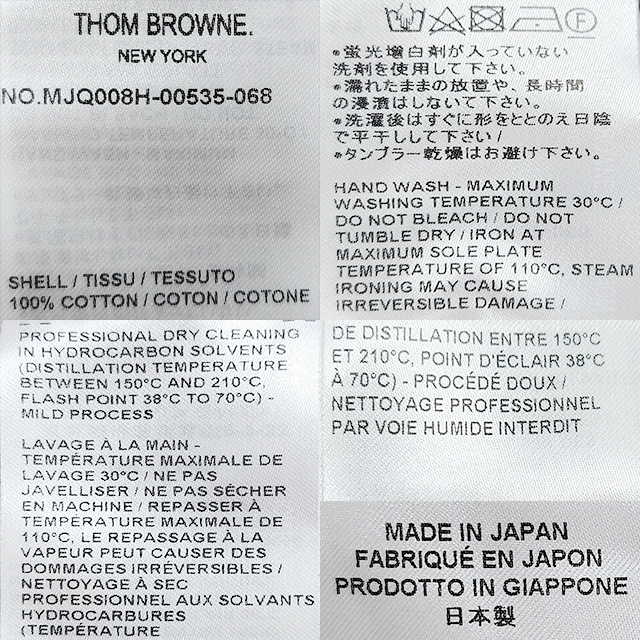 THOM BROWNE.
NEW YORK
NO.MJQ008H-00535-068
SHELL / TISSU / TESSUTO
100% COTTON / COTON / COTONE
F
*蛍光増白剤が入っていない
洗剤を使用して下さい。
*濡れたままの放置や、長時間
の浸漬はしないで下さい。
*洗濯後はすぐに形をととのえ日陰
で平干しして下さい /
*タンブラー乾燥はお避け下さい。
HAND WASH - MAXIMUM
WASHING TEMPERATURE 30°C /
DO NOT BLEACH / DO NOT
TUMBLE DRY / IRON AT
MAXIMUM SOLE PLATE
TEMPERATURE OF 110°C, STEAM
IRONING MAY CAUSE
IRREVERSIBLE DAMAGE /
PROFESSIONAL DRY CLEANING
IN HYDROCARBON SOLVENTS
(DISTILLATION TEMPERATURE
BETWEEN 150°C AND 210°C,
FLASH POINT 38°C TO 70°C) -
MILD PROCESS
LAVAGE À LA MAIN -
TEMPÉRATURE MAXIMALE DE
LAVAGE 30°C / NE PAS
JAVELLISER / NE PAS SÉCHER
EN MACHINE / REPASSER À
TEMPÉRATURE MAXIMALE DE
110°C, LE REPASSAGE À LA
VAPEUR PEUT CAUSER DES
DOMMAGES IRRÉVERSIBLES /
NETTOYAGE À SEC
PROFESSIONNEL AUX SOLVANTS
HYDROCARBURES
(TEMPÉRATURE
DE DISTILLATION ENTRE 150°C
ET 210°C, POINT D'ÉCLAIR 38°C
À 70°C) - PROCÉDÉ DOUX /
NETTOYAGE PROFESSIONNEL
PAR VOIE HUMIDE INTERDIT
MADE IN JAPAN
FABRIQUÉ EN JAPON
PRODOTTO IN GIAPPONE
日本製